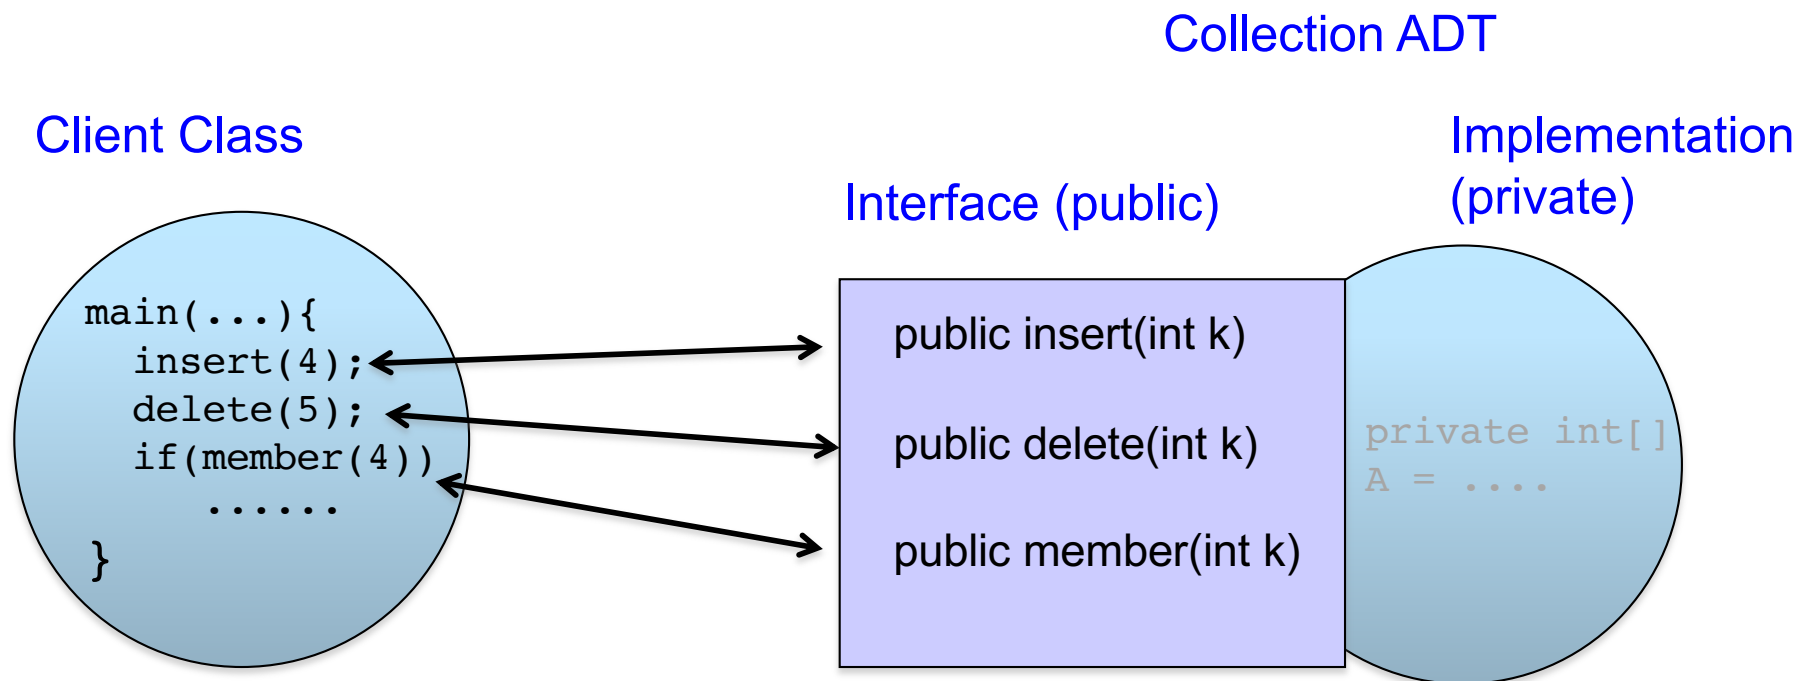 Collection ADT
Client Class
Implementation
(private)
Interface (public)
main(...){
insert(4);
delete(5);
if(member(4))
......
}
public insert(int k)
public delete(int k)
public member(int k)
private int[]
A = ....